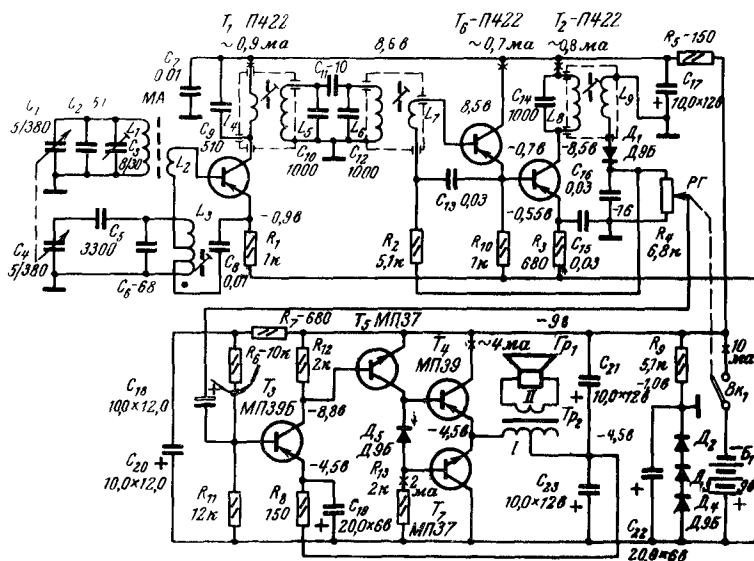 T1 - П422
~0,9 ма
8,6 в
T6 - П422
~0,7 ма
T2 - П422
~0,8 ма
R5 - 150
C7
0,01
C11 - 10
C17
10,0×12в
C1
5/380
C2
51
МА
L1
C3
8/30
L2
C9
510
L4
L5
L6
L7
C10
1000
C12
1000
8,5в
C14
1000
L8
L9
-0,7в
-8,5в
Д1
Д9Б
C13
0,03
C16
0,03
-1в
РГ
R4
6,8к
C4
5/380
C5
3300
L3
C6 - 68
C8
0,01
-0,9в
R1
1к
R2
5,1к
R10
1к
-0,55в
R3
680
C15
0,03
R7 - 680
T5 МП37
-9в
R6 - 10к
R12
2к
T4
МП39
~4 ма
Гр1
II
Тр2
I
C21
10,0×12в
R9
5,1к
-1,0в
10
ма
Вк1
C18
10,0×12,0
T3
МП39Б
-8,8в
Д5
Д9Б
-4,5в
-4,5в
C20
10,0×12,0
-4,5в
R13
2к
2
ма
C23
10,0×12в
Д2
Д4
Д9Б
Б1
9в
R11
12к
R8
150
C19
20,0×6в
T7
МП37
C22
20,0×6в